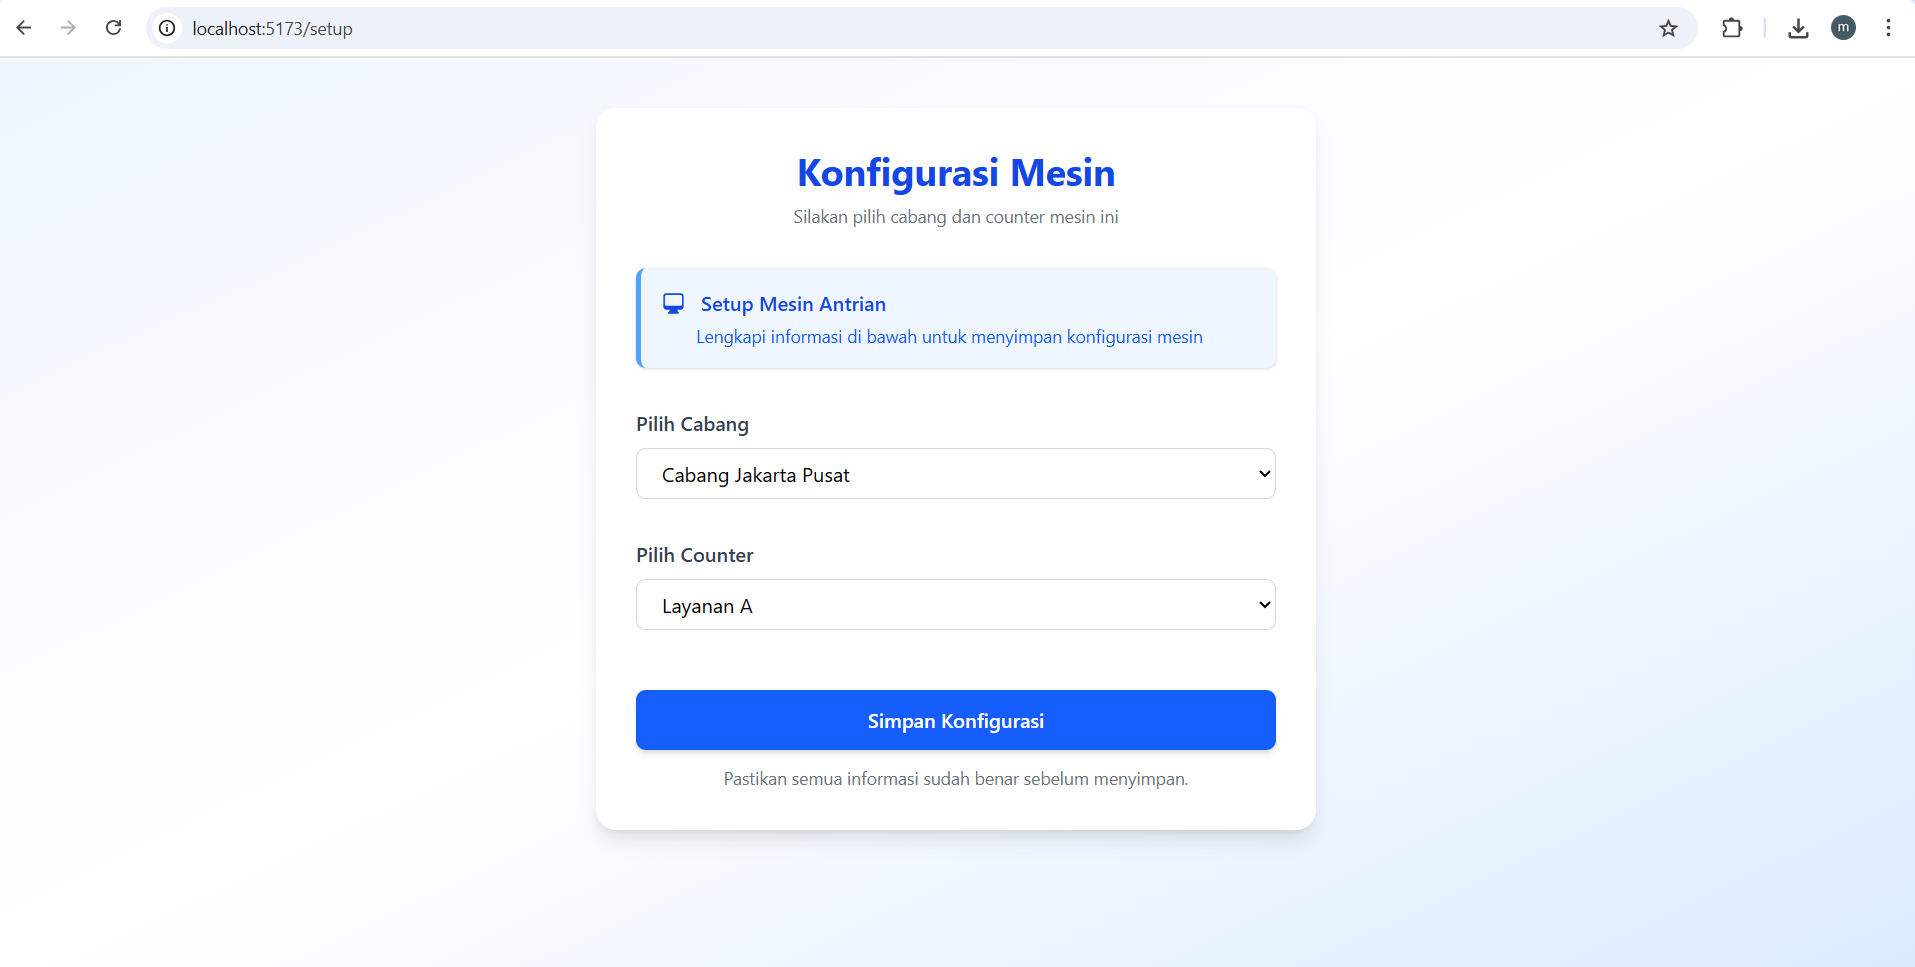 localhost:5173/setup
m
Konfigurasi Mesin
Silakan pilih cabang dan counter mesin ini
Setup Mesin Antrian
Lengkapi informasi di bawah untuk menyimpan konfigurasi mesin
Pilih Cabang
Cabang Jakarta Pusat
Pilih Counter
Layanan A
Simpan Konfigurasi
Pastikan semua informasi sudah benar sebelum menyimpan.